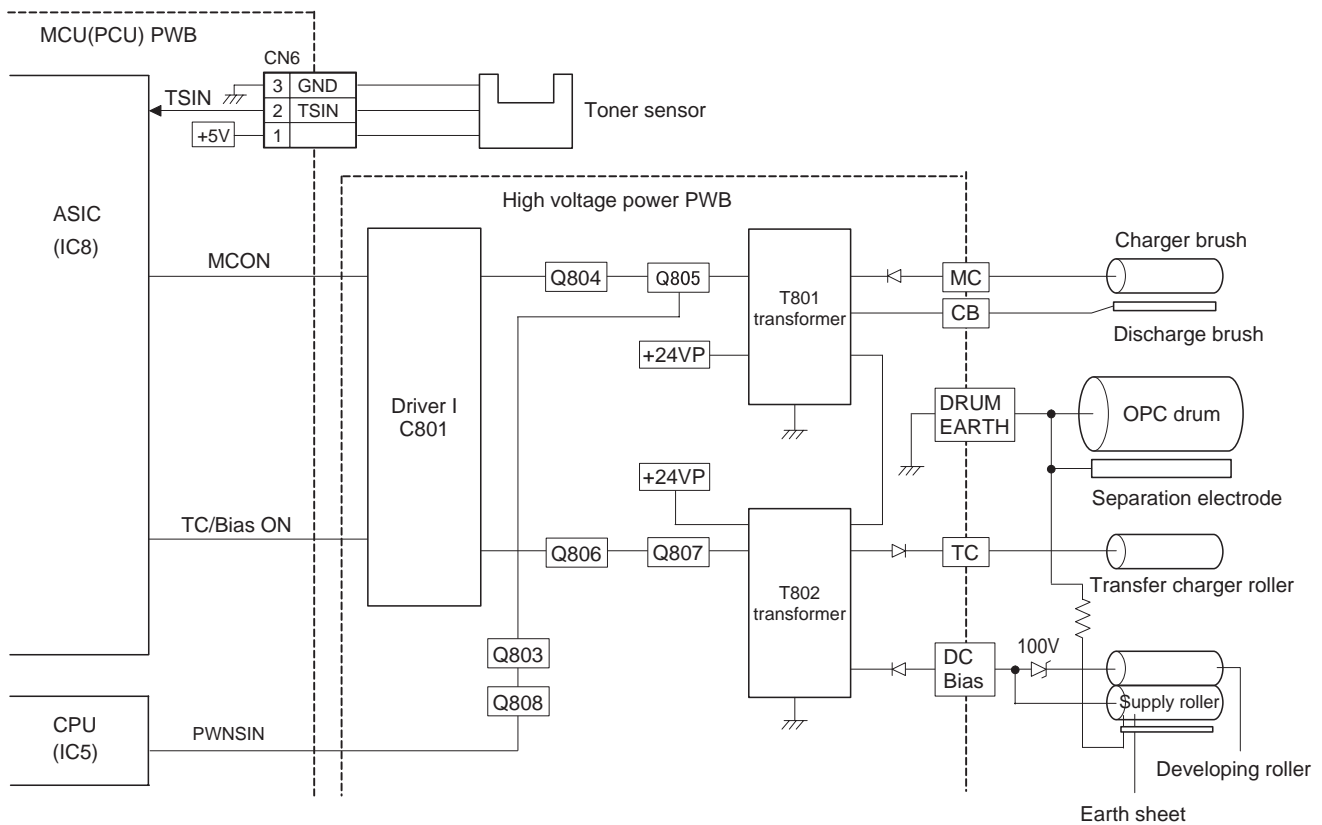 MCU(PCU) PWB
CN6
3 GND
TSIN
2 TSIN
+5V
1
Toner sensor
High voltage power PWB
ASIC
(IC8)
MCON
Q804
Q805
T801
transformer
MC
CB
Charger brush
Discharge brush
+24VP
Driver I
C801
DRUM
EARTH
OPC drum
+24VP
Separation electrode
TC/Bias ON
Q806
Q807
TC
T802
transformer
Transfer charger roller
Q803
Q808
DC
Bias
100V
Supply roller
CPU
(IC5)
PWNSIN
Developing roller
Earth sheet